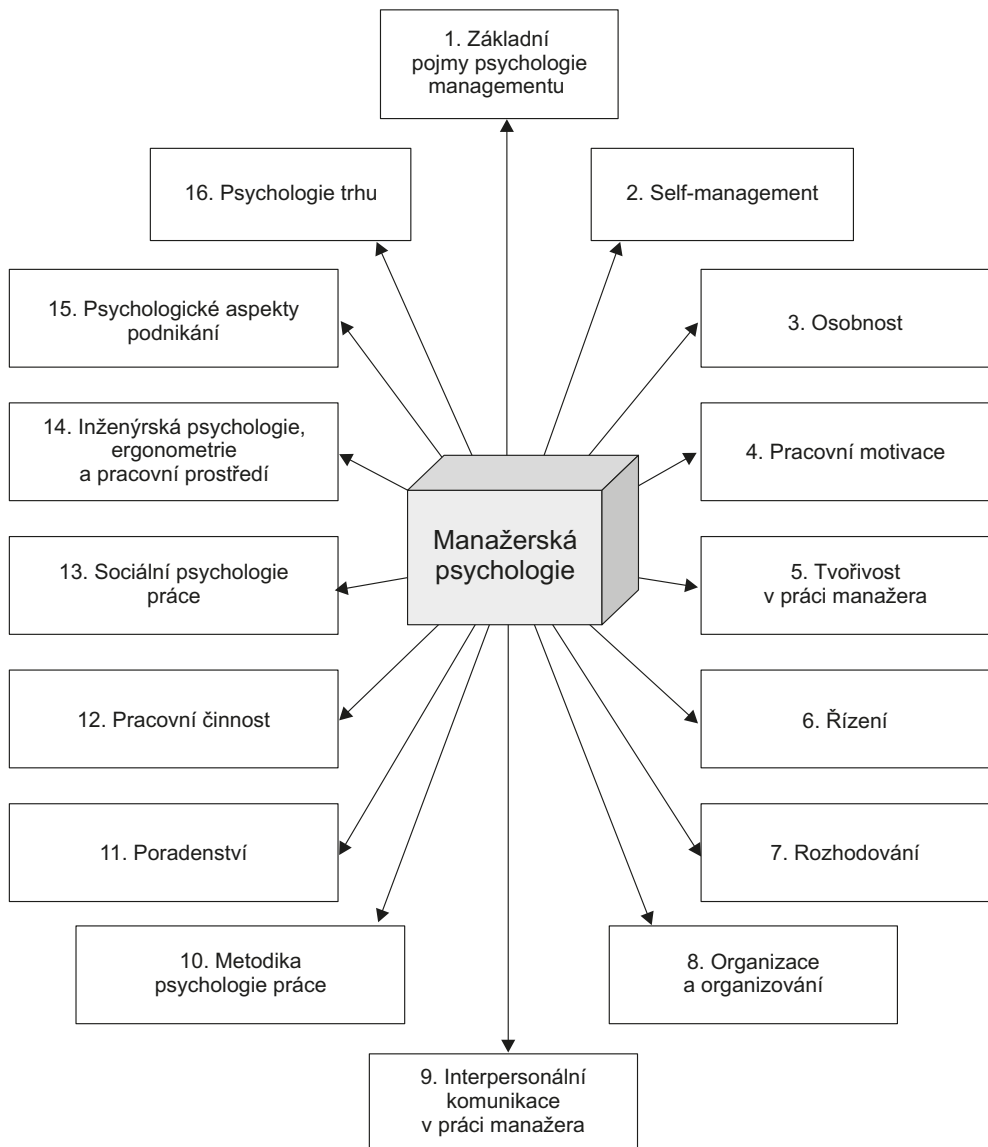 1. Základní
pojmy psychologie
managementu
16. Psychologie trhu
2. Self-management
15. Psychologické aspekty
podnikání
3. Osobnost
14. Inženýrská psychologie,
ergonometrie
a pracovní prostředí
4. Pracovní motivace
Manažerská
psychologie
13. Sociální psychologie
práce
5. Tvořivost
v práci manažera
12. Pracovní činnost
6. Řízení
11. Poradenství
7. Rozhodování
10. Metodika
psychologie práce
8. Organizace
a organizování
9. Interpersonální
komunikace
v práci manažera